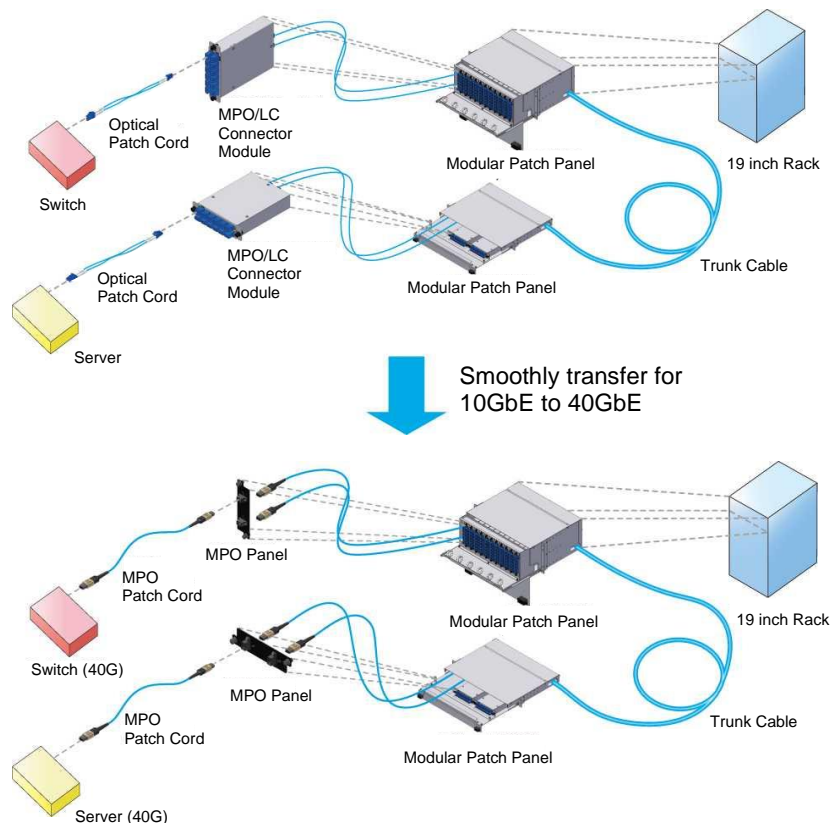 Optical
Patch Cord
MPO/LC
Connector
Module
Modular Patch Panel
19 inch Rack
Switch
Optical
Patch Cord
MPO/LC
Connector
Module
Modular Patch Panel
Trunk Cable
Server
Smoothly transfer for
10GbE to 40GbE
MPO Panel
MPO
Patch Cord
Modular Patch Panel
19 inch Rack
Switch (40G)
MPO Panel
MPO
Patch Cord
Modular Patch Panel
Trunk Cable
Server (40G)